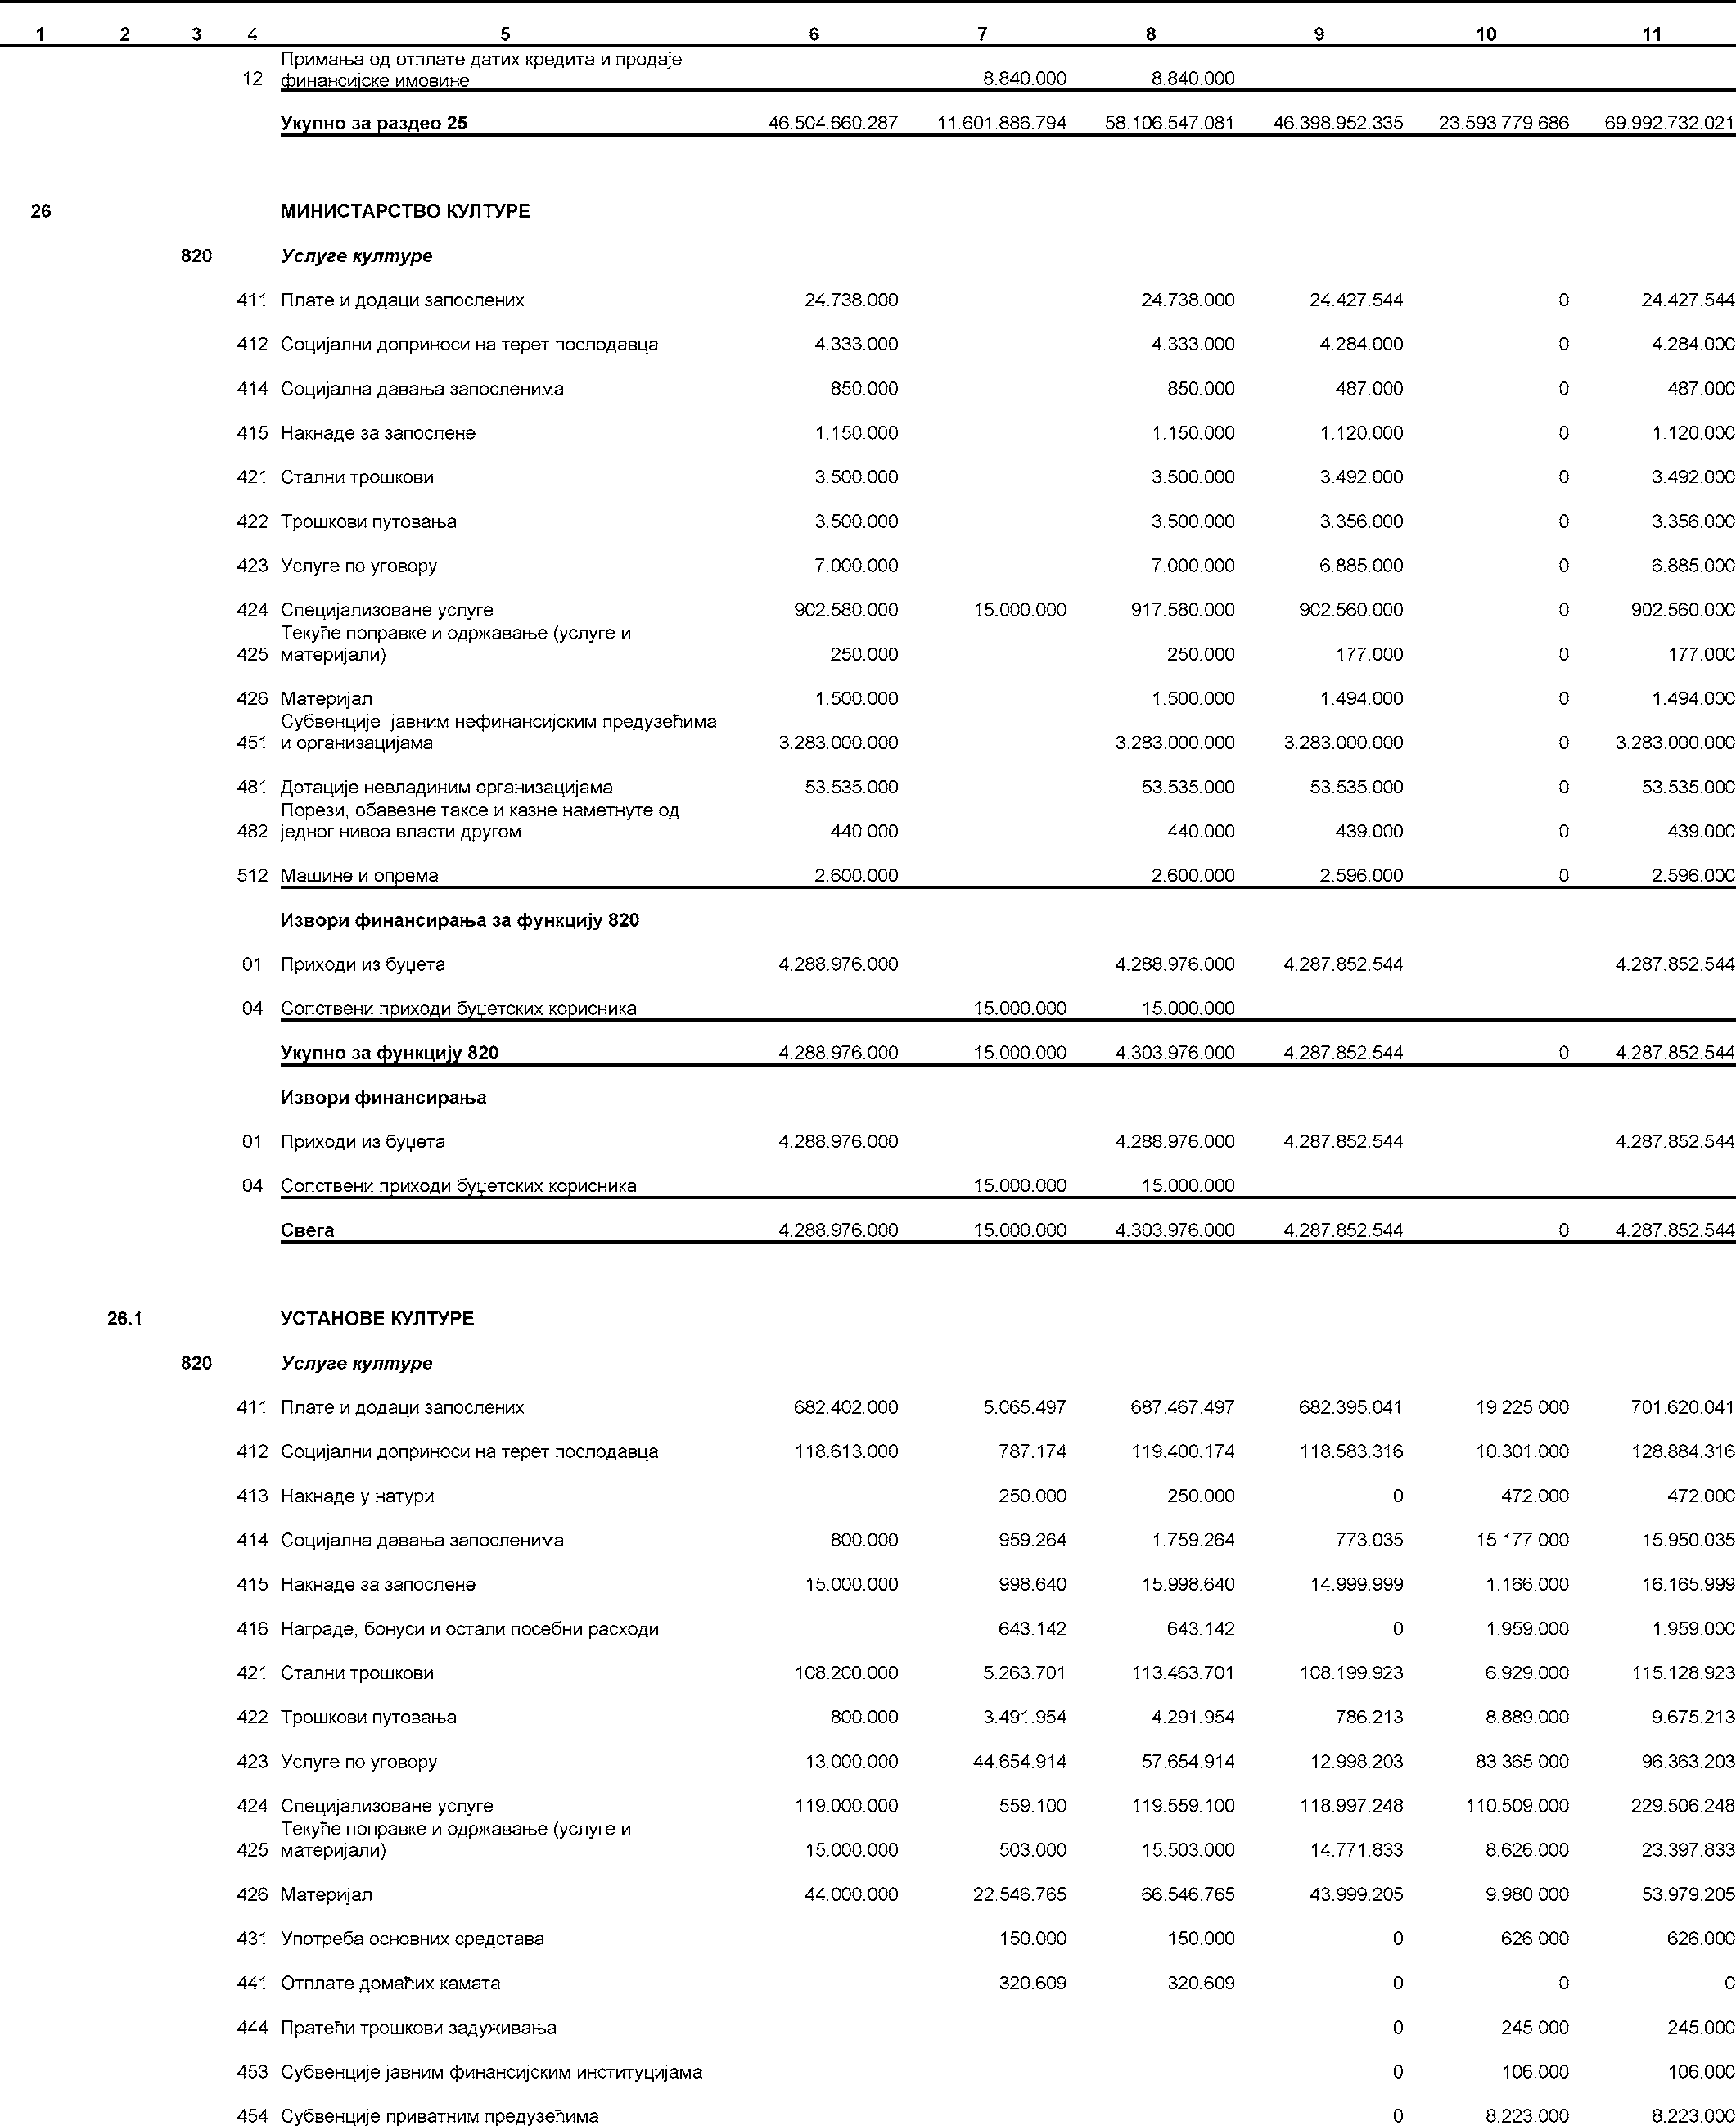 1 2 3 4 5 6 7 8 9 10 11
Примања од отплате датих кредита и продаје
12 финансијске имовине 8.840.000 8.840.000
Укупно за раздео 25 46.504.660.287 11.601.886.794 58.106.547.081 46.398.952.335 23.593.779.686 69.992.732.021
26 МИНИСТАРСТВО КУЛТУРЕ
820 Услуге културе
411 Плате и додаци запослених 24.738.000 24.738.000 24.427.544 0 24.427.544
412 Социјални доприноси на терет послодавца 4.333.000 4.333.000 4.284.000 0 4.284.000
414 Социјална давања запосленима 850.000 850.000 487.000 0 487.000
415 Накнаде за запослене 1.150.000 1.150.000 1.120.000 0 1.120.000
421 Стални трошкови 3.500.000 3.500.000 3.492.000 0 3.492.000
422 Трошкови путовања 3.500.000 3.500.000 3.356.000 0 3.356.000
423 Услуге по уговору 7.000.000 7.000.000 6.885.000 0 6.885.000
424 Специјализоване услуге 902.580.000 15.000.000 917.580.000 902.560.000 0 902.560.000
Текуће поправке и одржавање (услуге и
425 материјали) 250.000 250.000 177.000 0 177.000
426 Материјал 1.500.000 1.500.000 1.494.000 0 1.494.000
Субвенције јавним нефинансијским предузећима
451 и организацијама 3.283.000.000 3.283.000.000 3.283.000.000 0 3.283.000.000
481 Дотације невладиним организацијама 53.535.000 53.535.000 53.535.000 0 53.535.000
Порези, обавезне таксе и казне наметнуте од
482 једног нивоа власти другом 440.000 440.000 439.000 0 439.000
512 Машине и опрема 2.600.000 2.600.000 2.596.000 0 2.596.000
Извори финансирања за функцију 820
01 Приходи из буџета 4.288.976.000 4.288.976.000 4.287.852.544 4.287.852.544
04 Сопствени приходи буџетских корисника 15.000.000 15.000.000
Укупно за функцију 820 4.288.976.000 15.000.000 4.303.976.000 4.287.852.544 0 4.287.852.544
Извори финансирања
01 Приходи из буџета 4.288.976.000 4.288.976.000 4.287.852.544 4.287.852.544
04 Сопствени приходи буџетских корисника 15.000.000 15.000.000
Свега 4.288.976.000 15.000.000 4.303.976.000 4.287.852.544 0 4.287.852.544
26.1 УСТАНОВЕ КУЛТУРЕ
820 Услуге културе
411 Плате и додаци запослених 682.402.000 5.065.497 687.467.497 682.395.041 19.225.000 701.620.041
412 Социјални доприноси на терет послодавца 118.613.000 787.174 119.400.174 118.583.316 10.301.000 128.884.316
413 Накнаде у натури 250.000 250.000 0 472.000 472.000
414 Социјална давања запосленима 800.000 959.264 1.759.264 773.035 15.177.000 15.950.035
415 Накнаде за запослене 15.000.000 998.640 15.998.640 14.999.999 1.166.000 16.165.999
416 Награде, бонуси и остали посебни расходи 643.142 643.142 0 1.959.000 1.959.000
421 Стални трошкови 108.200.000 5.263.701 113.463.701 108.199.923 6.929.000 115.128.923
422 Трошкови путовања 800.000 3.491.954 4.291.954 786.213 8.889.000 9.675.213
423 Услуге по уговору 13.000.000 44.654.914 57.654.914 12.998.203 83.365.000 96.363.203
424 Специјализоване услуге 119.000.000 559.100 119.559.100 118.997.248 110.509.000 229.506.248
Текуће поправке и одржавање (услуге и
425 материјали) 15.000.000 503.000 15.503.000 14.771.833 8.626.000 23.397.833
426 Материјал 44.000.000 22.546.765 66.546.765 43.999.205 9.980.000 53.979.205
431 Употреба основних средстава 150.000 150.000 0 626.000 626.000
441 Отплате домаћих камата 320.609 320.609 0 0 0
444 Пратећи трошкови задуживања 0 245.000 245.000
453 Субвенције јавним финансијским институцијама 0 106.000 106.000
454 Субвенције приватним предузећима 0 8.223.000 8.223.000